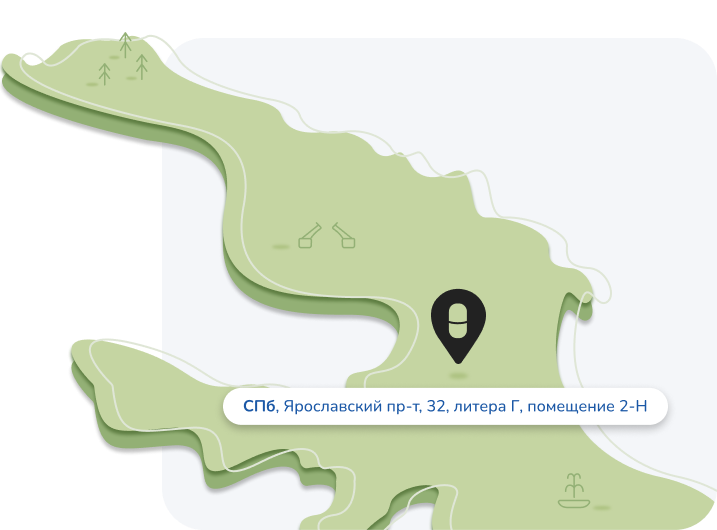 СПб, Ярославский пр-т, 32, литера Г, помещение 2-Н